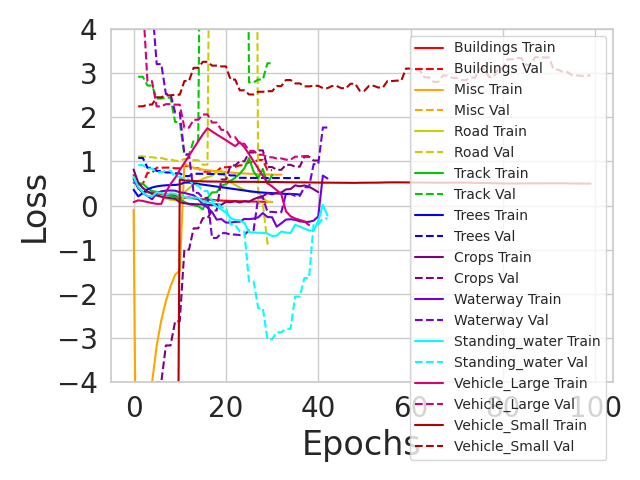 Loss
4
3
2
1
0
−1
−2
−3
−4
0 20 40 60 80 100
Epochs
Buildings Train
Buildings Val
Misc Train
Misc Val
Road Train
Road Val
Track Train
Track Val
Trees Train
Trees Val
Crops Train
Crops Val
Waterway Train
Waterway Val
Standing_water Train
Standing_water Val
Vehicle_Large Train
Vehicle_Large Val
Vehicle_Small Train
Vehicle_Small Val